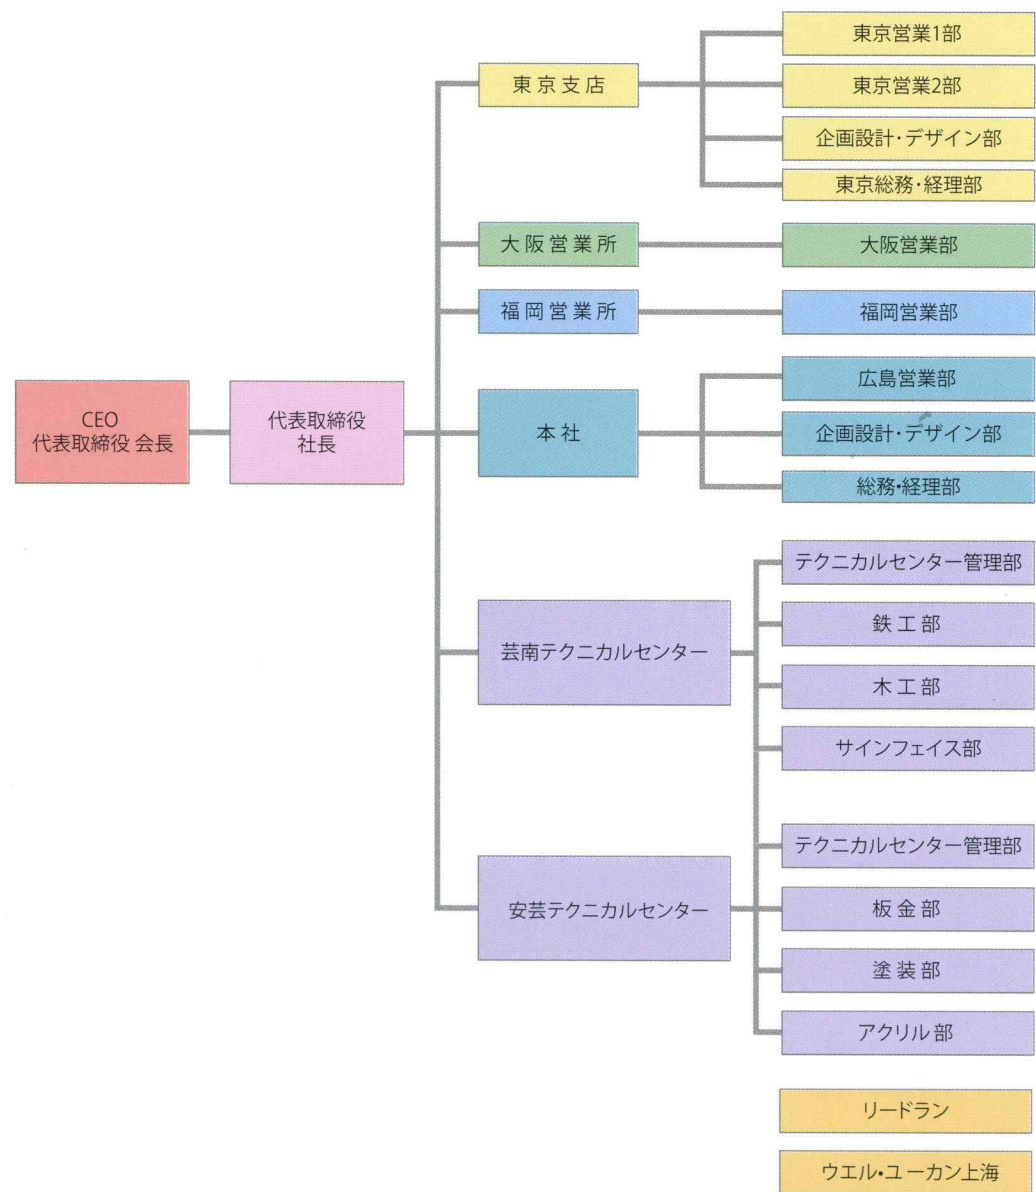 東京営業1部
東京支店
東京営業2部
企画設計・デザイン部
東京総務・経理部
大阪営業所
大阪営業部
福岡営業所
福岡営業部
CEO
代表取締役 会長
代表取締役
社長
本社
広島営業部
企画設計・デザイン部
総務・経理部
芸南テクニカルセンター
テクニカルセンター管理部
鉄工部
木工部
サインフェイス部
安芸テクニカルセンター
テクニカルセンター管理部
板金部
塗装部
アクリル部
リードラン
ウエル・ユーカン上海